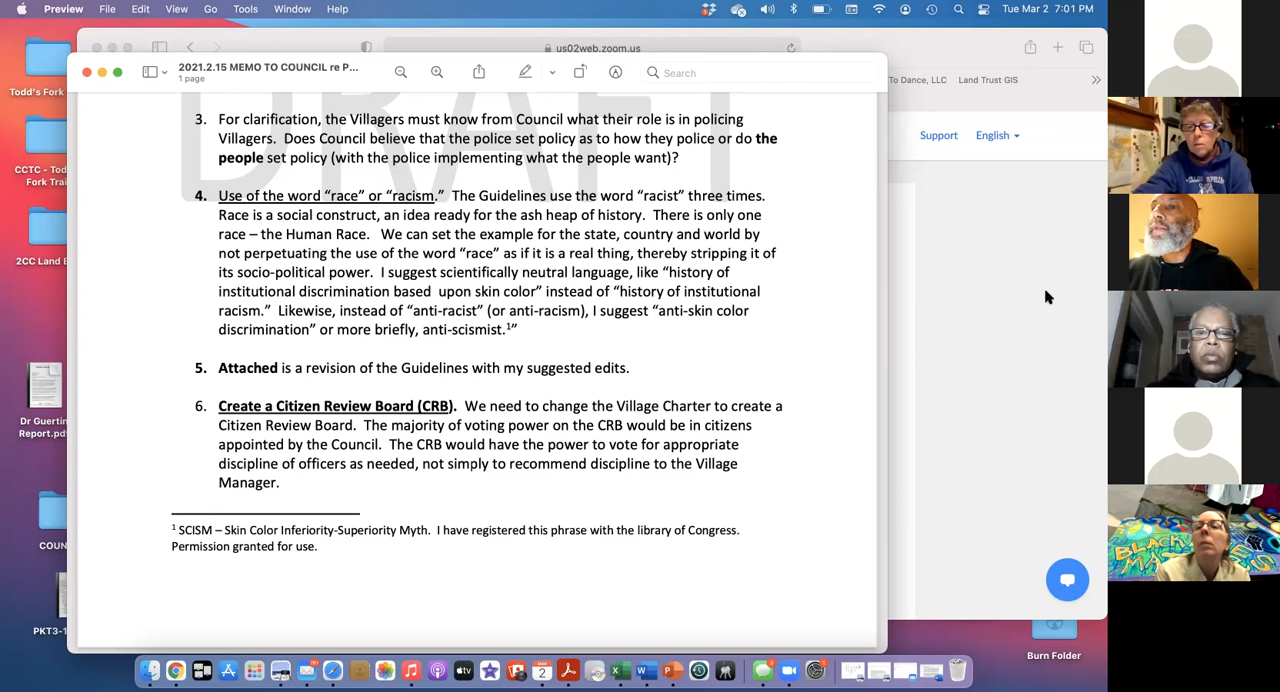 Preview File Edit View Go Tools Window Help Tue Mar 2 7:01 PM
us02web.zoom.us
2021.2.15 MEMO TO COUNCIL re P...
1 page
Search
To Dance, LLC Land Trust GIS
Support English
Todd's Fork
CCTC - Tod
Fork Trai
2CC Land E
Dr Guertin
Report.pdf
COUN
PKT3-1
DRAFT
3. For clarification, the Villagers must know from Council what their role is in policing
Villagers. Does Council believe that the police set policy as to how they police or do the
people set policy (with the police implementing what the people want)?
4. Use of the word “race” or “racism.” The Guidelines use the word “racist” three times.
Race is a social construct, an idea ready for the ash heap of history. There is only one
race – the Human Race. We can set the example for the state, country and world by
not perpetuating the use of the word “race” as if it is a real thing, thereby stripping it of
its socio-political power. I suggest scientifically neutral language, like “history of
institutional discrimination based upon skin color” instead of “history of institutional
racism.” Likewise, instead of “anti-racist” (or anti-racism), I suggest “anti-skin color
discrimination” or more briefly, anti-scismist.1”
5. Attached is a revision of the Guidelines with my suggested edits.
6. Create a Citizen Review Board (CRB). We need to change the Village Charter to create a
Citizen Review Board. The majority of voting power on the CRB would be in citizens
appointed by the Council. The CRB would have the power to vote for appropriate
discipline of officers as needed, not simply to recommend discipline to the Village
Manager.
1 SCISM – Skin Color Inferiority-Superiority Myth. I have registered this phrase with the library of Congress.
Permission granted for use.
Burn Folder
BLACK